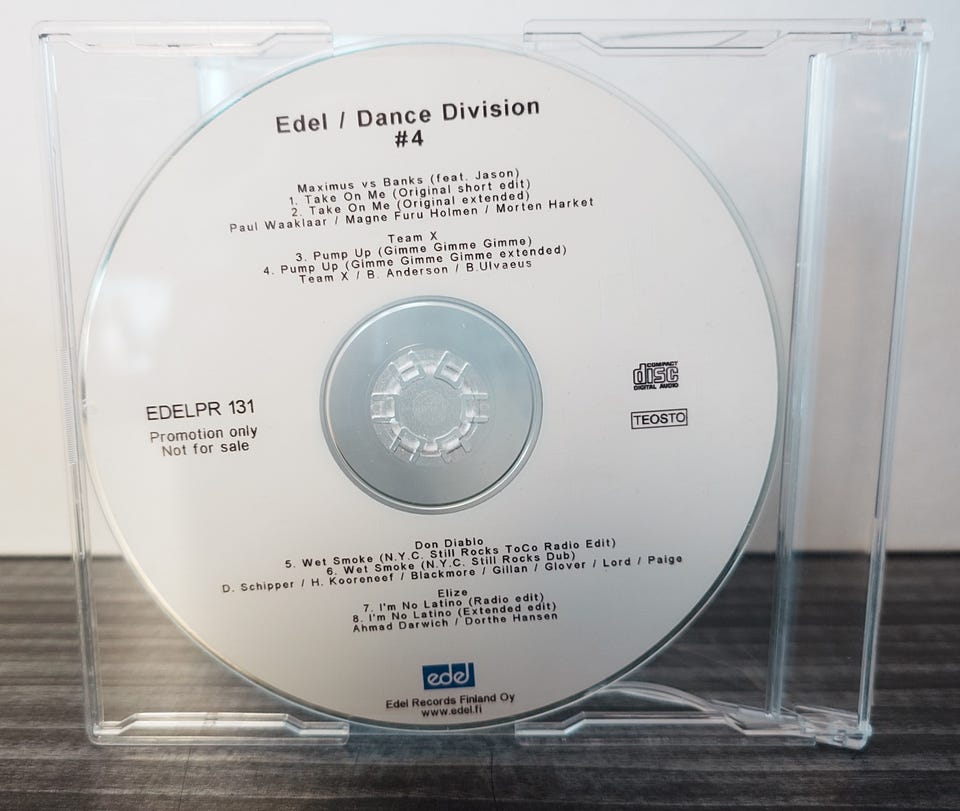 Edel / Dance Division
#4
Maximus vs Banks (feat. Jason)
1. Take On Me (Original short edit)
2. Take On Me (Original extended)
Paul Waaklaar / Magne Furu Holmen / Morten Harket
Team X
3. Pump Up (Gimme Gimme Gimme)
4. Pump Up (Gimme Gimme Gimme extended)
Team X / B. Anderson / B.Ulvaeus
COMPACT
disc
DIGITAL AUDIO
TEOSTO
EDELPR 131
Promotion only
Not for sale
Don Diablo
5. Wet Smoke (N.Y.C. Still Rocks ToCo Radio Edit)
6. Wet Smoke (N.Y.C. Still Rocks Dub)
D. Schipper / H. Kooreneef / Blackmore / Gillan / Glover / Lord / Paige
Elize
7. I'm No Latino (Radio edit)
8. I'm No Latino (Extended edit)
Ahmad Darwich / Dorthe Hansen
edel
Edel Records Finland Oy
www.edel.fi